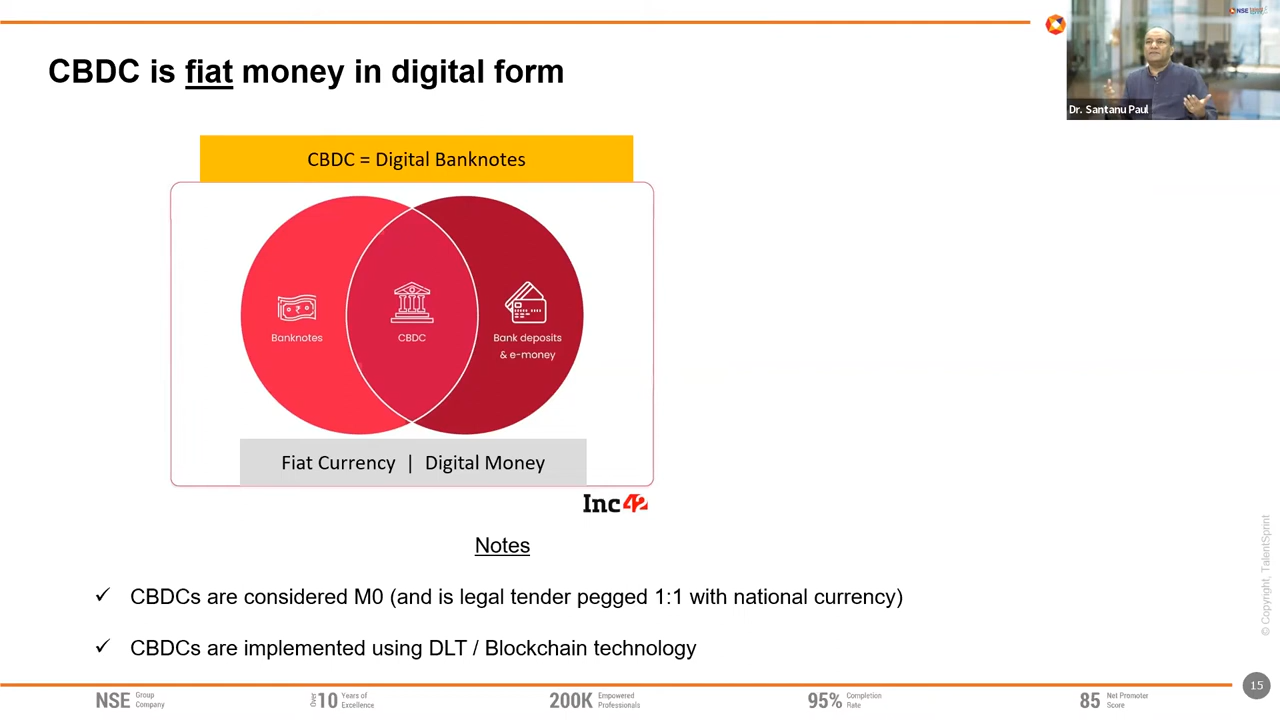 CBDC is fiat money in digital form
NSE
Dr. Santanu Paul
CBDC = Digital Banknotes
Banknotes
CBDC
Bank deposits
& e-money
Fiat Currency | Digital Money
Inc42
Notes
✓ CBDCs are considered M0 (and is legal tender pegged 1:1 with national currency)
✓ CBDCs are implemented using DLT / Blockchain technology
© Copyright, TalentSprint
15
NSE Group
Company
Over 10 Years of
Excellence
200K Empowered
Professionals
95% Completion
Rate
85 Net Promoter
Score